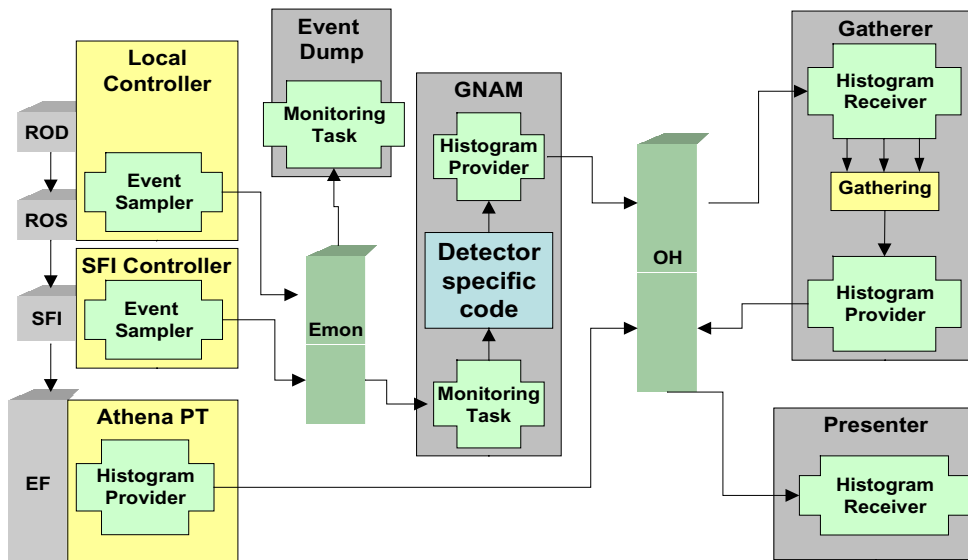 Local
Controller
ROD
ROS
Event
Sampler
SFI Controller
SFI
Event
Sampler
Athena PT
EF
Histogram
Provider
Event
Dump
Monitoring
Task
Emon
GNAM
Histogram
Provider
Detector
specific
code
Monitoring
Task
OH
Gatherer
Histogram
Receiver
Gathering
Histogram
Provider
Presenter
Histogram
Receiver